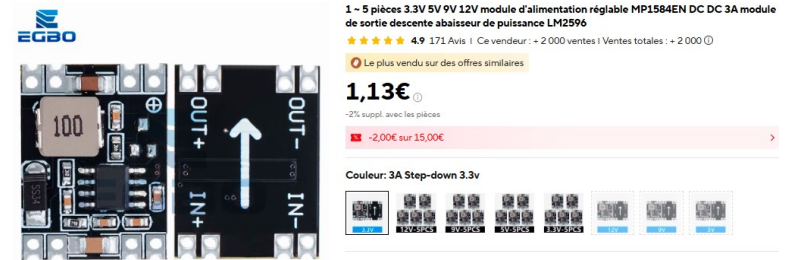 EGBO
100
SS34
OUT+
OUT-
IN+
IN-
1 ~ 5 pièces 3.3V 5V 9V 12V module d'alimentation réglable MP1584EN DC DC 3A module
de sortie descente abaisseur de puissance LM2596
4.9 171 Avis I Ce vendeur : + 2 000 ventes I Ventes totales : + 2 000
Le plus vendu sur des offres similaires
1,13€
-2% suppl. avec les pièces
-2,00€ sur 15,00€
Couleur: 3A Step-down 3.3v
3.3V
12V-5PCS
9V-5PCS
5V-5PCS
3.3V-5PCS
12V
9V
5V